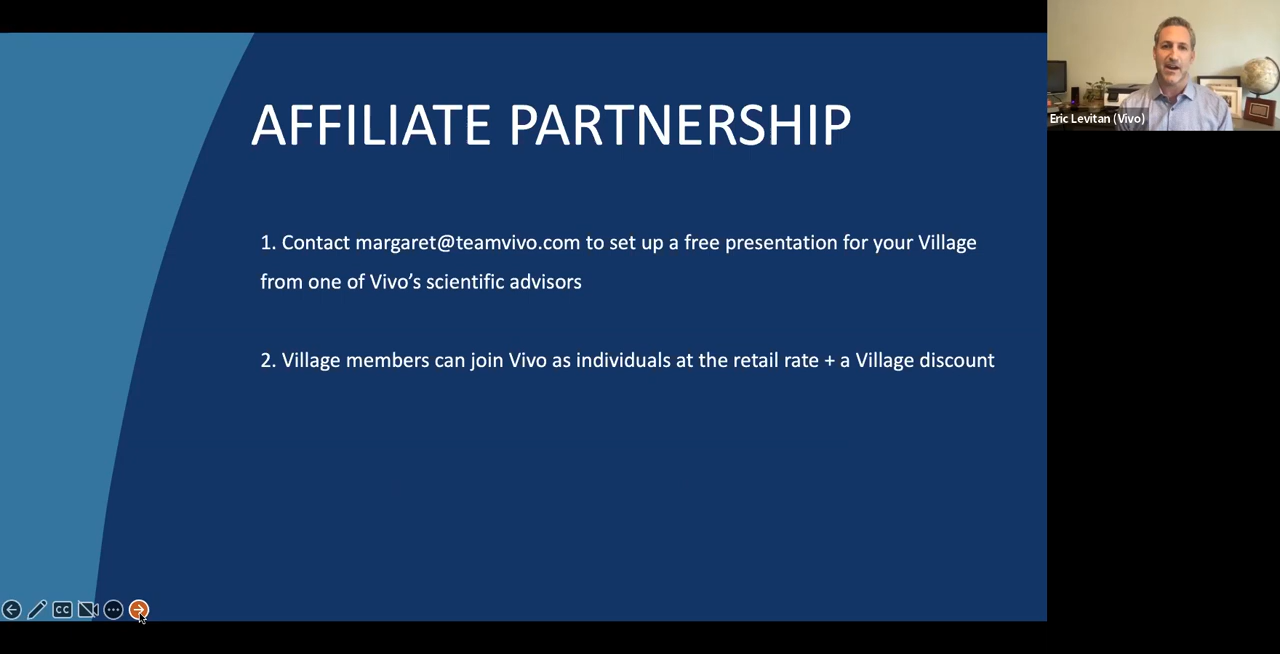 AFFILIATE PARTNERSHIP
1. Contact margaret@teamvivo.com to set up a free presentation for your Village
from one of Vivo’s scientific advisors
2. Village members can join Vivo as individuals at the retail rate + a Village discount
Eric Levitan (Vivo)
CC